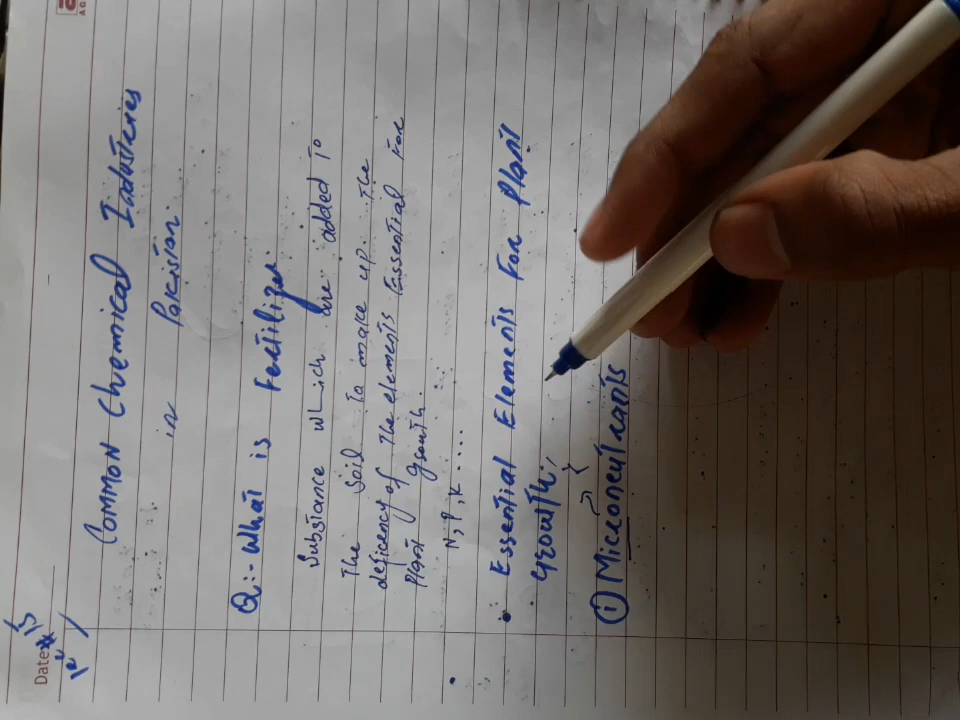 Date:
COMMON Chemical Industries
in Pakistan.
Q:- What is Fertilizer
Substance which are added To
The soil To make up The
deficency of The elements Essential For
Plant growth.
N, P, K.....
• Essential Elements For Plant
growth:
(i) Micronutrants